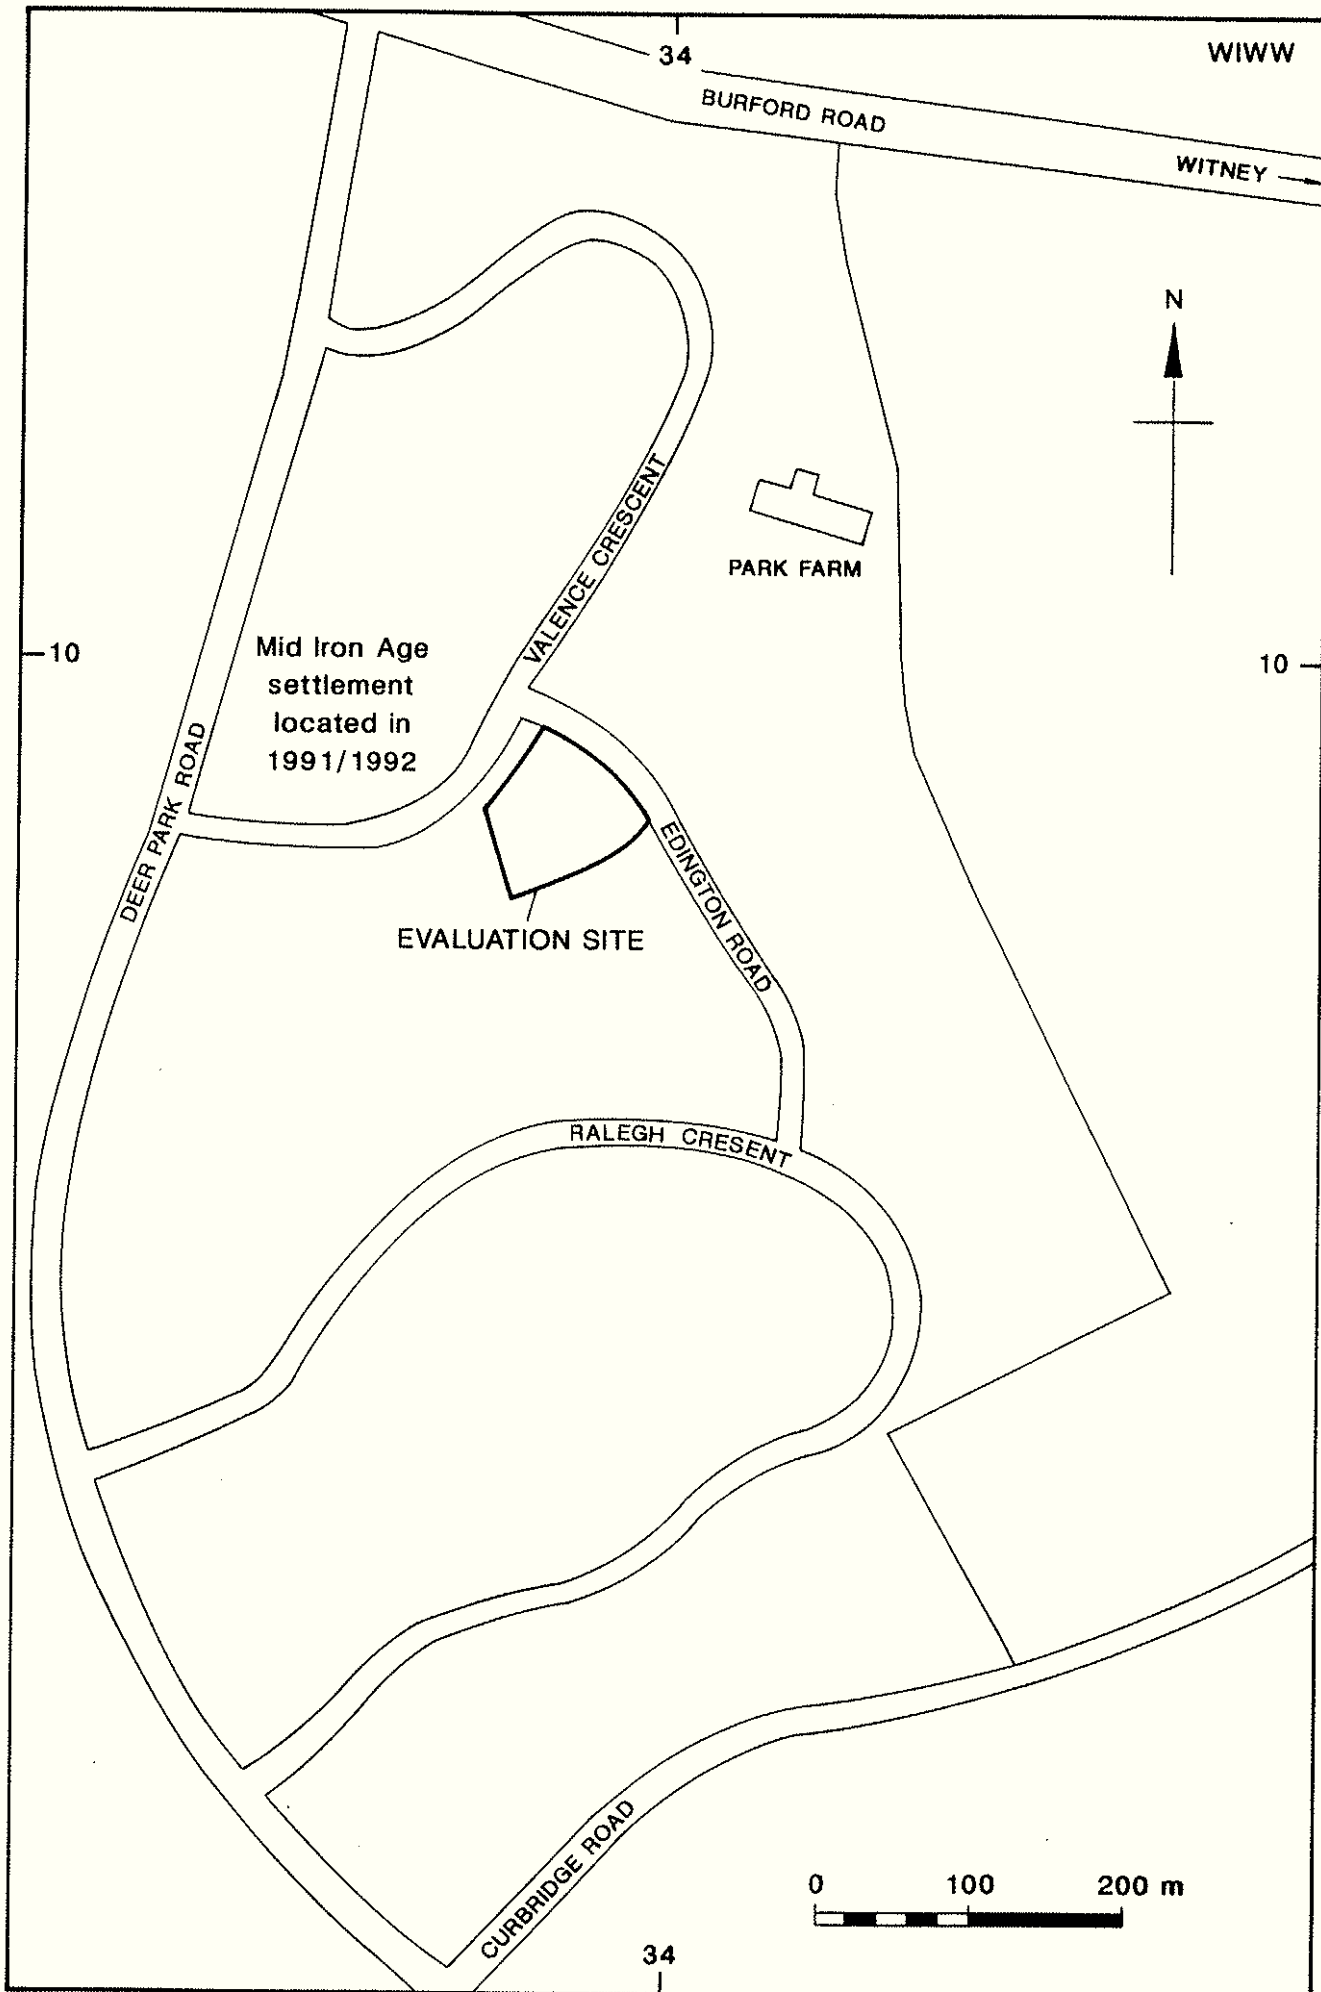 34
WIWW
BURFORD ROAD
WITNEY
N
VALENCE CRESCENT
PARK FARM
10
Mid Iron Age
settlement
located in
1991/1992
10
DEER PARK ROAD
EDINGTON ROAD
EVALUATION SITE
RALEGH CRESENT
CURBRIDGE ROAD
0 100 200 m
34